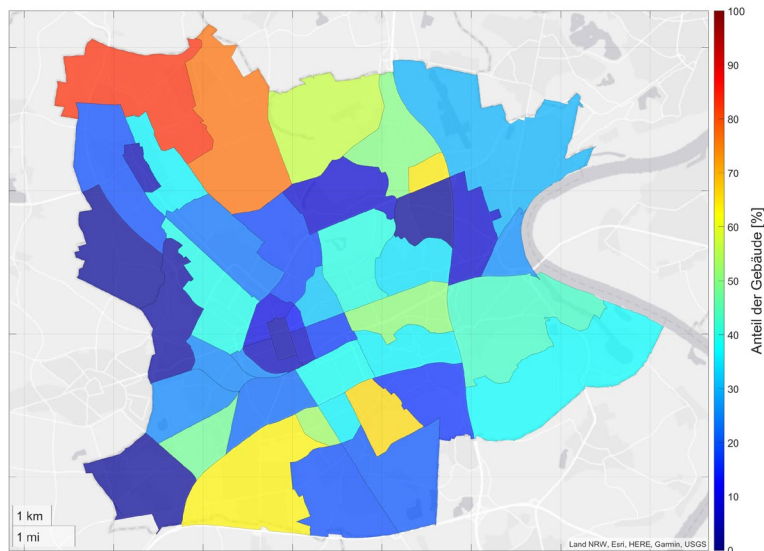 100
90
80
70
60
50
40
30
20
10
0
Anteil der Gebäude [%]
1 km
1 mi
Land NRW, Esri, HERE, Garmin, USGS